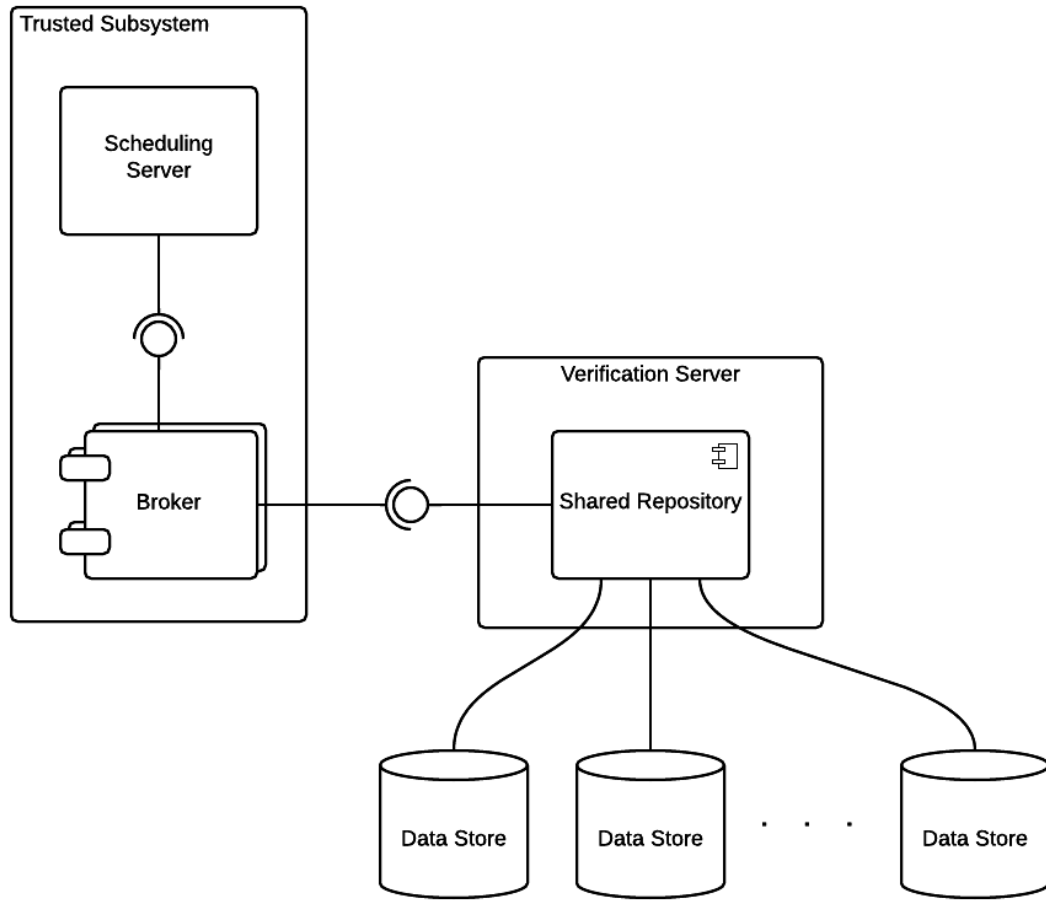 Trusted Subsystem
Scheduling
Server
Verification Server
Broker
Shared Repository
Data Store
Data Store
. . .
Data Store